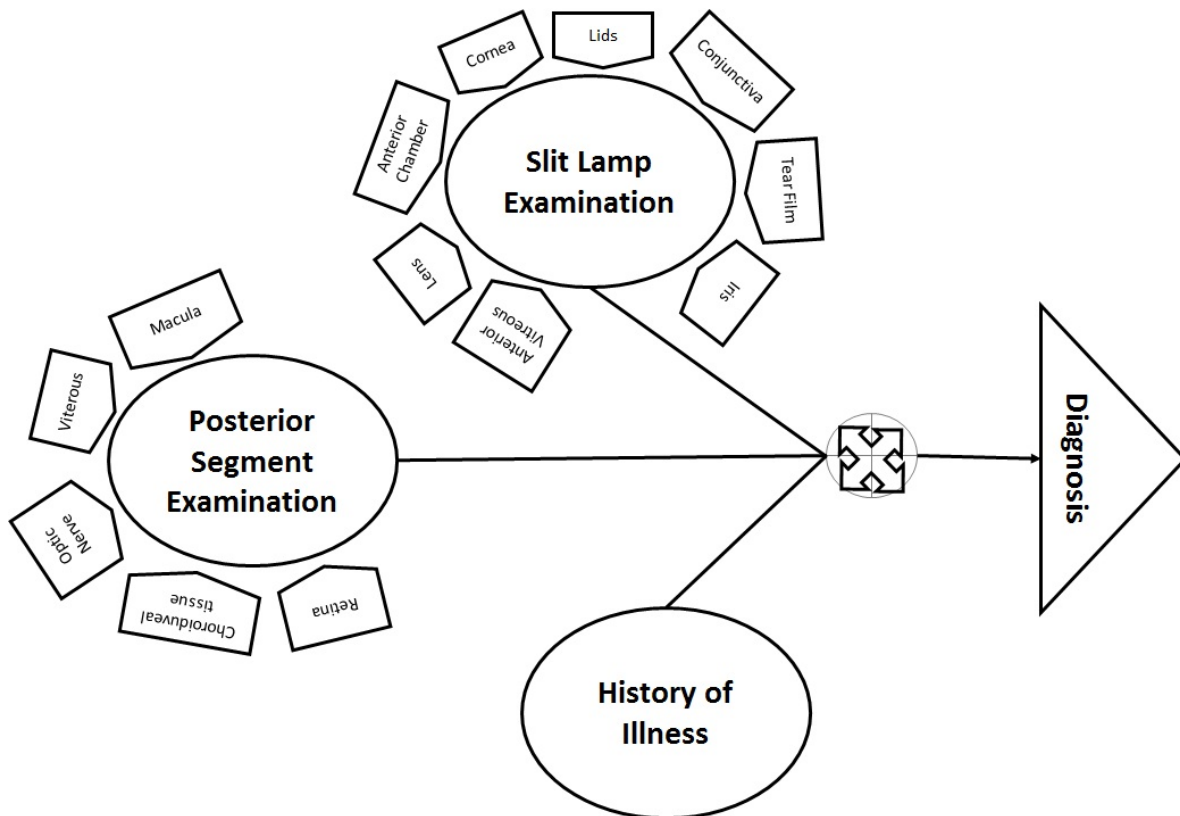 Lids
Cornea
Conjunctiva
Anterior
Chamber
Slit Lamp
Examination
Tear Film
Lens
Iris
Anterior
Vitreous
Macula
Viterous
Posterior
Segment
Examination
Optic
Nerve
Choroiduveal
tissue
Retina
Diagnosis
History of
Illness